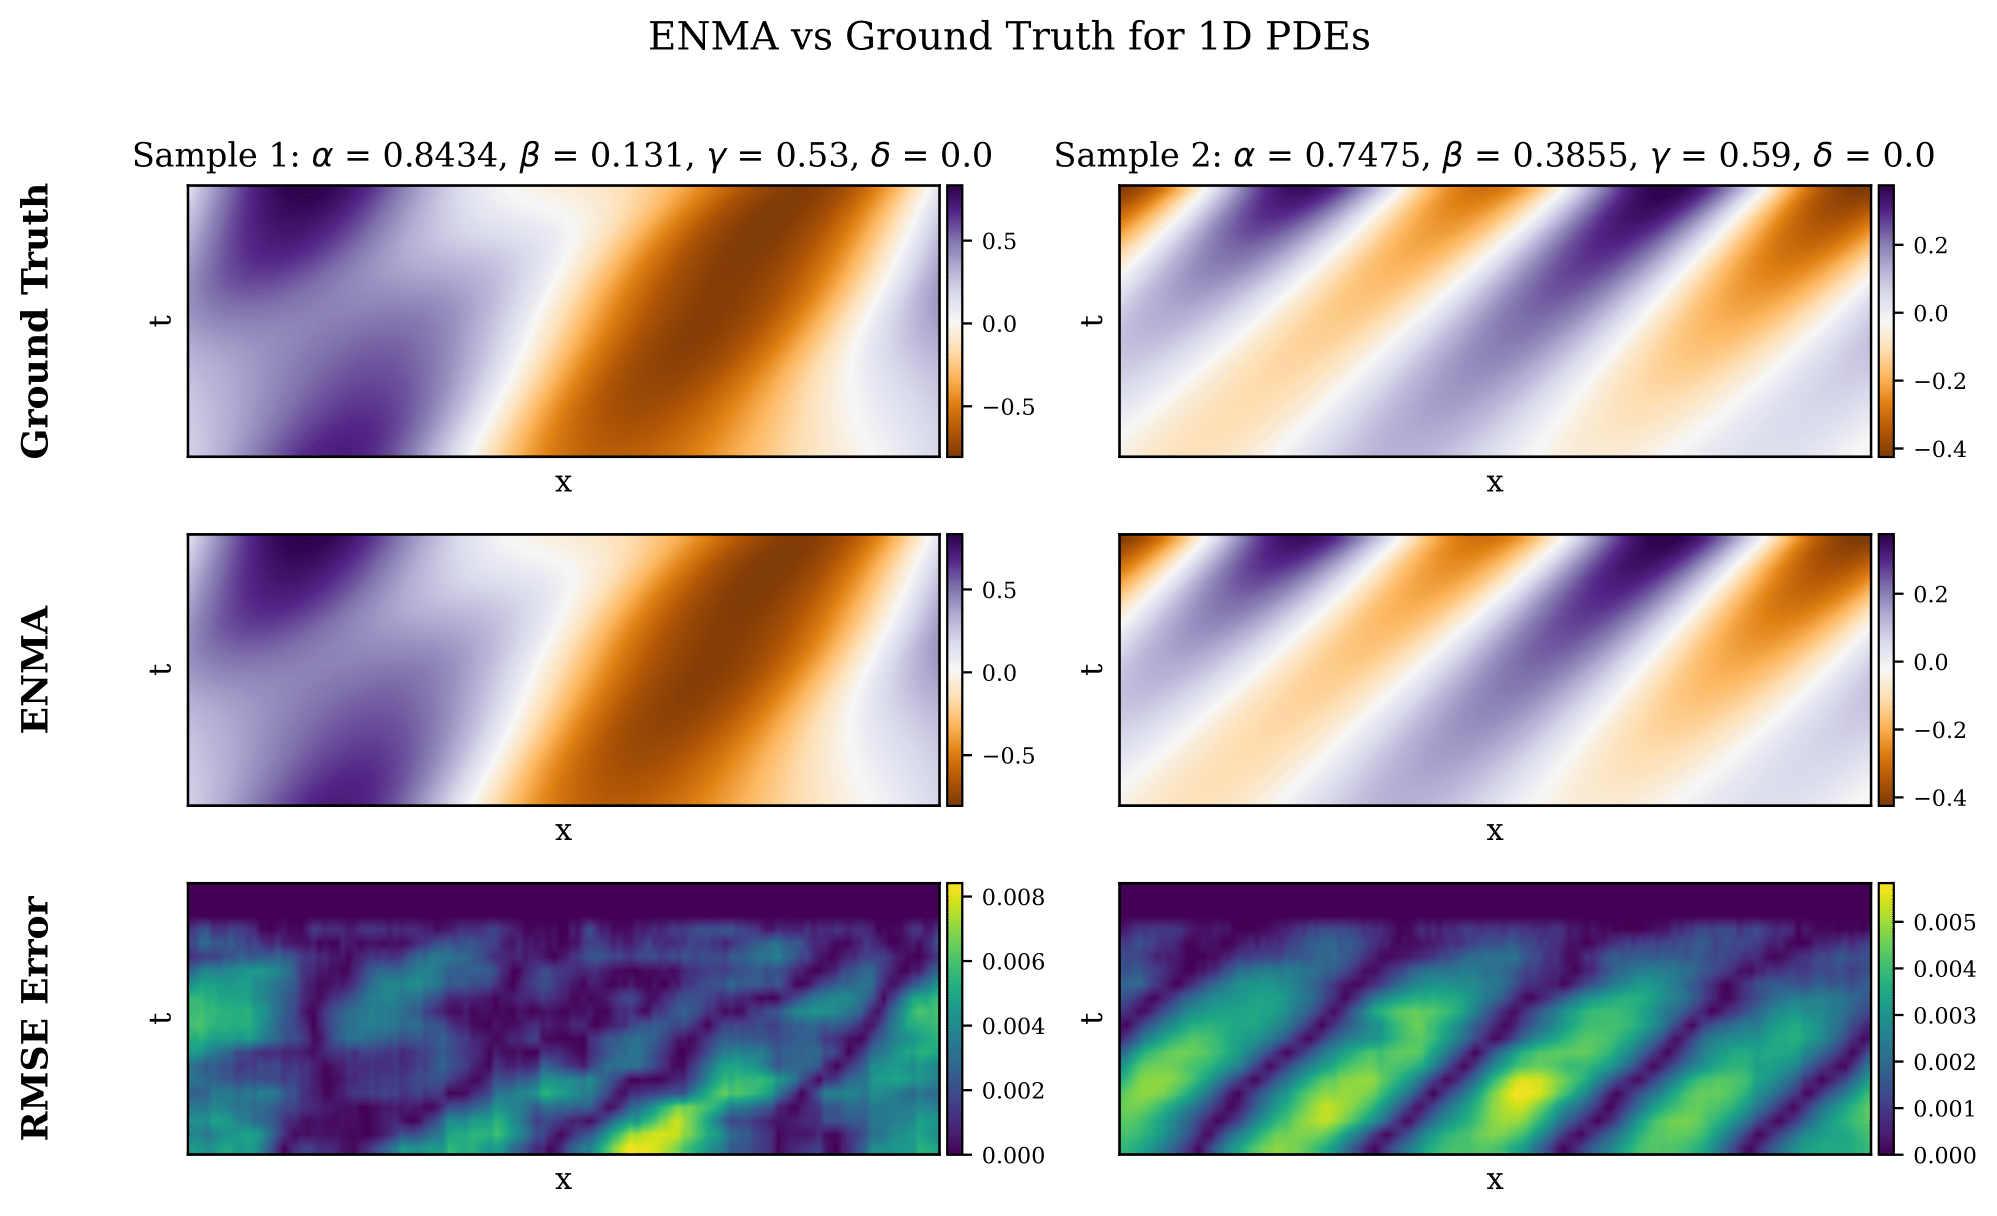 ENMA vs Ground Truth for 1D PDEs
Sample 1: α = 0.8434, β = 0.131, γ = 0.53, δ = 0.0
Sample 2: α = 0.7475, β = 0.3855, γ = 0.59, δ = 0.0
Ground Truth
t
x
0.5
0.0
−0.5
t
x
0.2
0.0
−0.2
−0.4
ENMA
t
x
0.5
0.0
−0.5
t
x
0.2
0.0
−0.2
−0.4
RMSE Error
t
x
0.008
0.006
0.004
0.002
0.000
t
x
0.005
0.004
0.003
0.002
0.001
0.000